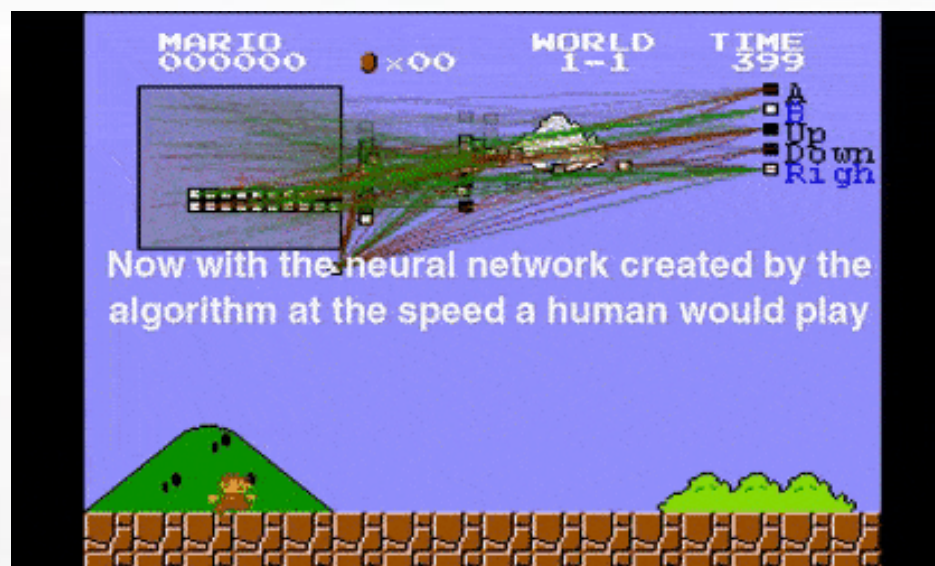 MARIO WORLD TIME
000000 ×00 1-1 399
A
B
Up
Down
Righ
Now with the neural network created by the
algorithm at the speed a human would play